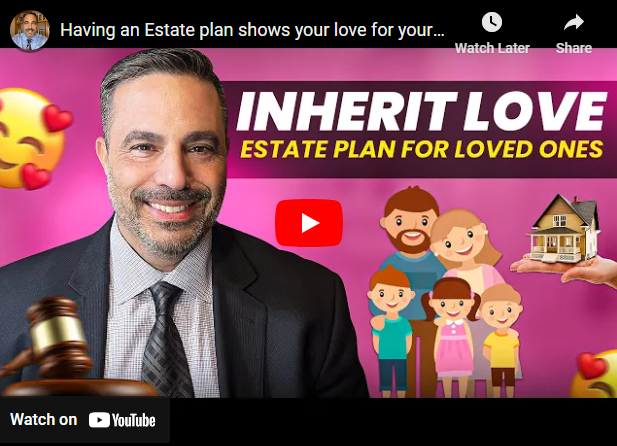 Having an Estate plan shows your love for your...
Watch Later
Share
INHERIT LOVE
ESTATE PLAN FOR LOVED ONES
Watch on YouTube